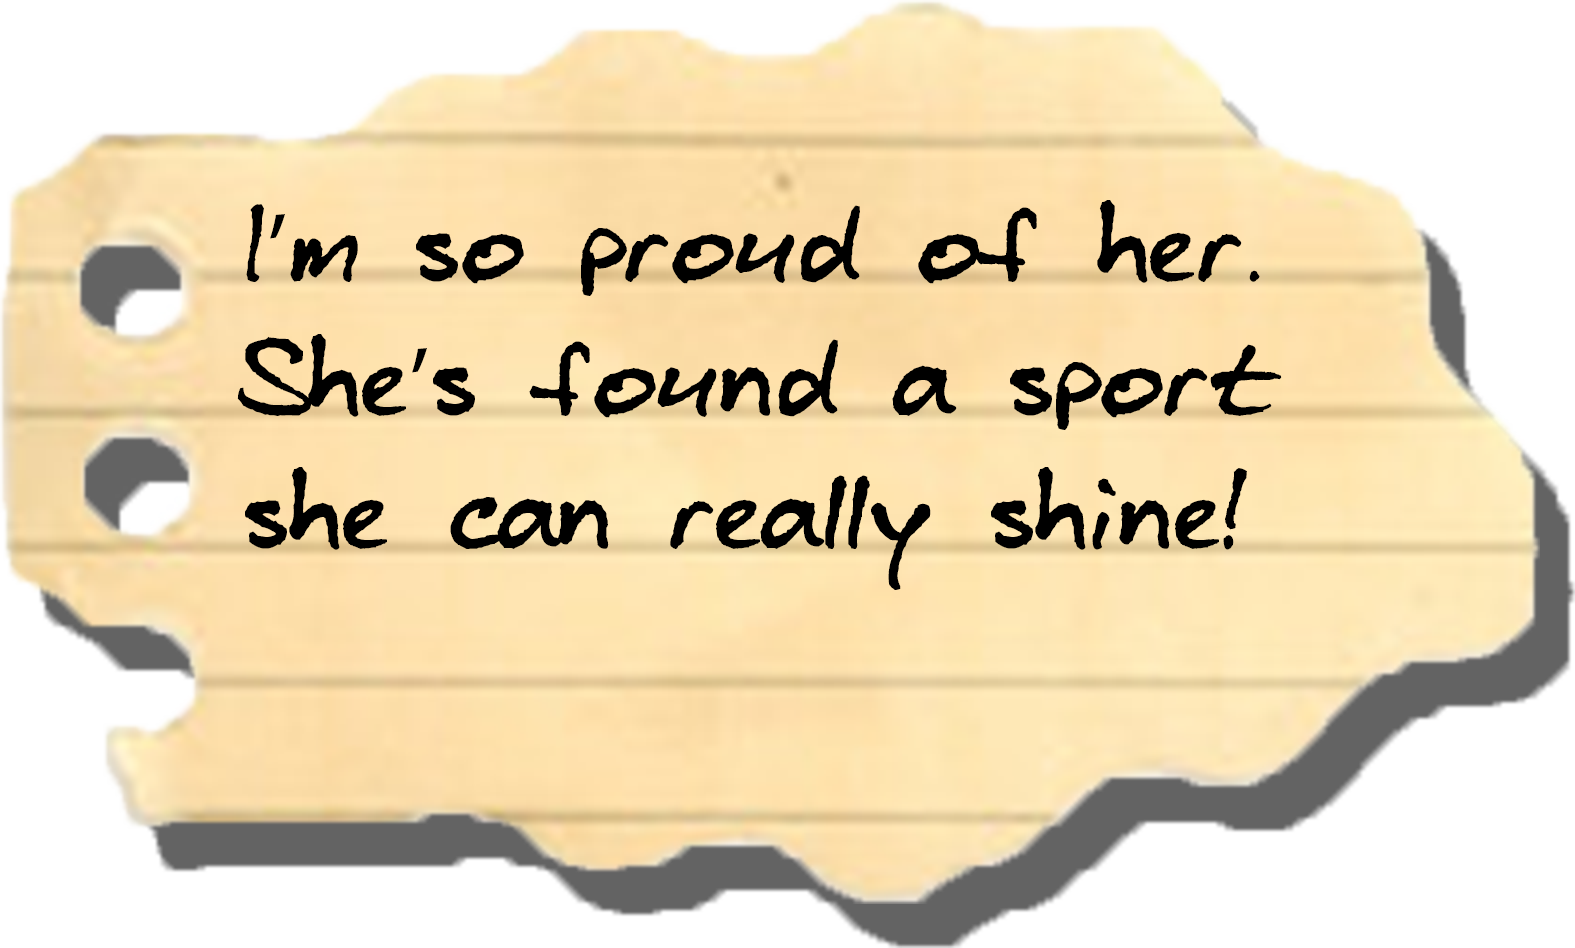 I'm so proud of her.
She's found a sport
she can really shine!